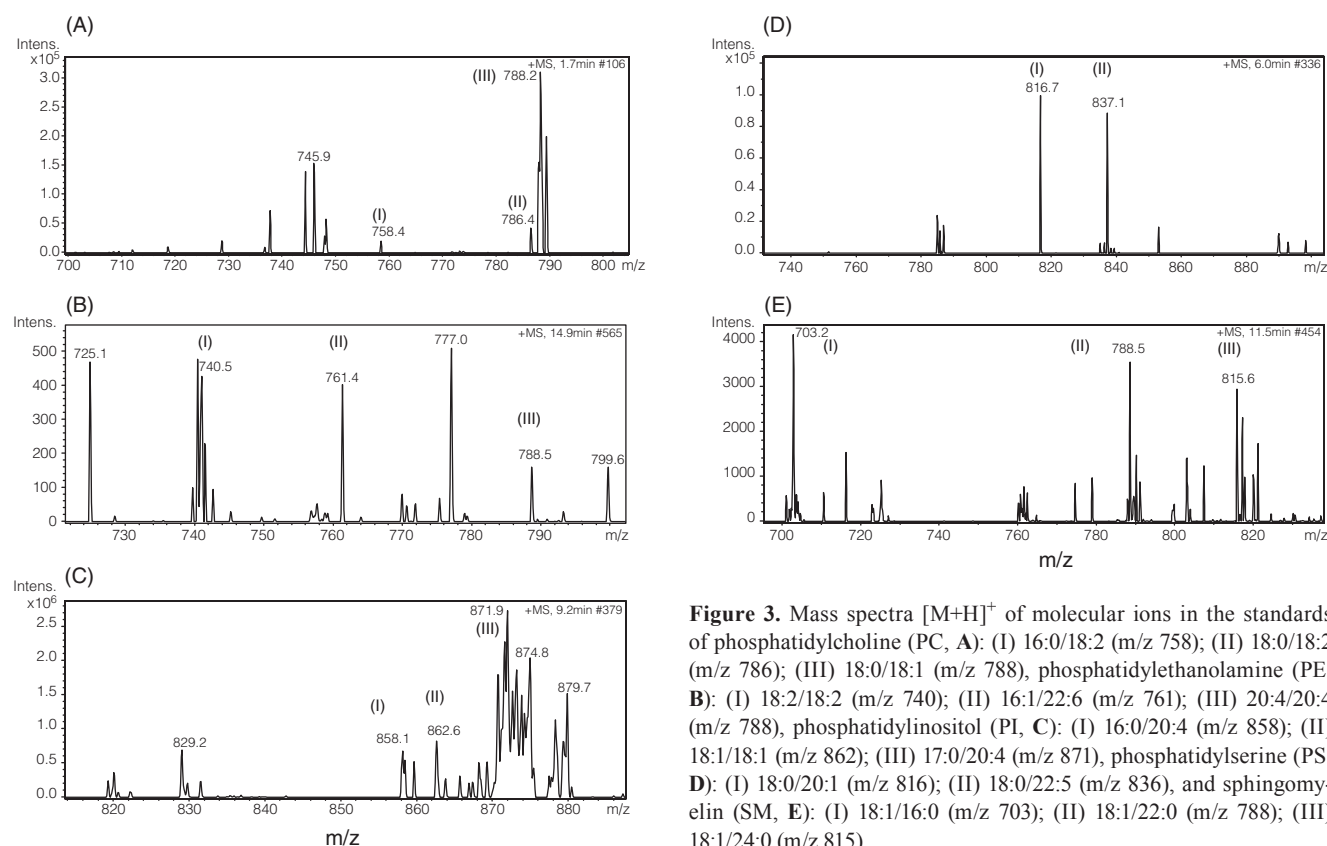 (A)
Intens.
x10⁵
+MS, 1.7min #106
(III) 788.2
3.0
2.5
2.0
1.5
1.0
0.5
0.0
745.9
(I)
758.4
(II)
786.4
700 710 720 730 740 750 760 770 780 790 800 m/z
(B)
Intens.
+MS, 14.9min #565
500
400
300
200
100
0
725.1
(I)
740.5
(II)
761.4
777.0
(III)
788.5
799.6
730 740 750 760 770 780 790 m/z
(C)
Intens.
x10⁶
+MS, 9.2min #379
2.5
2.0
1.5
1.0
0.5
0.0
829.2
(I)
858.1
(II)
862.6
871.9
(III)
874.8
879.7
820 830 840 850 860 870 880
m/z
(D)
Intens.
x10⁵
+MS, 6.0min #336
1.0
0.8
0.6
0.4
0.2
0.0
(I)
816.7
(II)
837.1
740 760 780 800 820 840 860 880 m/z
(E)
Intens.
+MS, 11.5min #454
4000
3000
2000
1000
0
703.2
(I)
(II)
788.5
(III)
815.6
700 720 740 760 780 800 820
m/z
Figure 3. Mass spectra [M+H]⁺ of molecular ions in the standards
of phosphatidylcholine (PC, A): (I) 16:0/18:2 (m/z 758); (II) 18:0/18:2
(m/z 786); (III) 18:0/18:1 (m/z 788), phosphatidylethanolamine (PE
B): (I) 18:2/18:2 (m/z 740); (II) 16:1/22:6 (m/z 761); (III) 20:4/20:4
(m/z 788), phosphatidylinositol (PI, C): (I) 16:0/20:4 (m/z 858); (II)
18:1/18:1 (m/z 862); (III) 17:0/20:4 (m/z 871), phosphatidylserine (PS
D): (I) 18:0/20:1 (m/z 816); (II) 18:0/22:5 (m/z 836), and sphingomy-
elin (SM, E): (I) 18:1/16:0 (m/z 703); (II) 18:1/22:0 (m/z 788); (III)
18:1/24:0 (m/z 815)